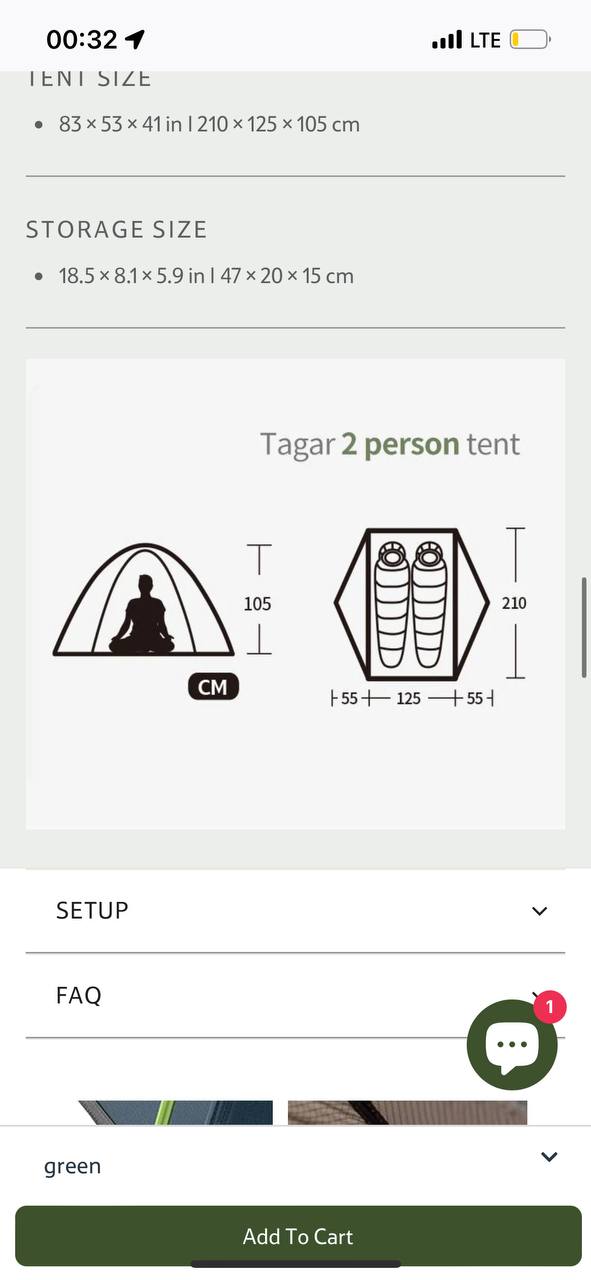 00:32
LTE
TENT SIZE
• 83 × 53 × 41 in | 210 × 125 × 105 cm
STORAGE SIZE
• 18.5 × 8.1 × 5.9 in | 47 × 20 × 15 cm
Tagar 2 person tent
105
CM
210
55 125 55
SETUP
FAQ
1
green
Add To Cart